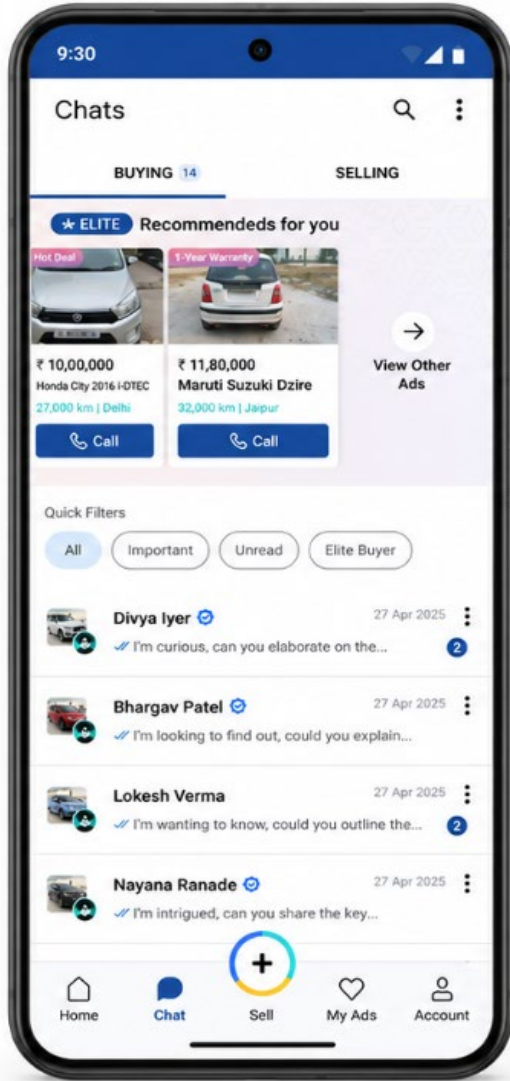 9:30
Chats
BUYING 14
SELLING
ELITE Recommendeds for you
Hot Deal
1-Year Warranty
₹ 10,00,000
Honda City 2016 i-DTEC
27,000 km | Delhi
Call
₹ 11,80,000
Maruti Suzuki Dzire
32,000 km | Jaipur
Call
View Other
Ads
Quick Filters
All
Important
Unread
Elite Buyer
Divya Iyer
27 Apr 2025
I'm curious, can you elaborate on the...
2
Bhargav Patel
27 Apr 2025
I'm looking to find out, could you explain...
Lokesh Verma
27 Apr 2025
I'm wanting to know, could you outline the...
2
Nayana Ranade
27 Apr 2025
I'm intrigued, can you share the key...
Home
Chat
Sell
My Ads
Account